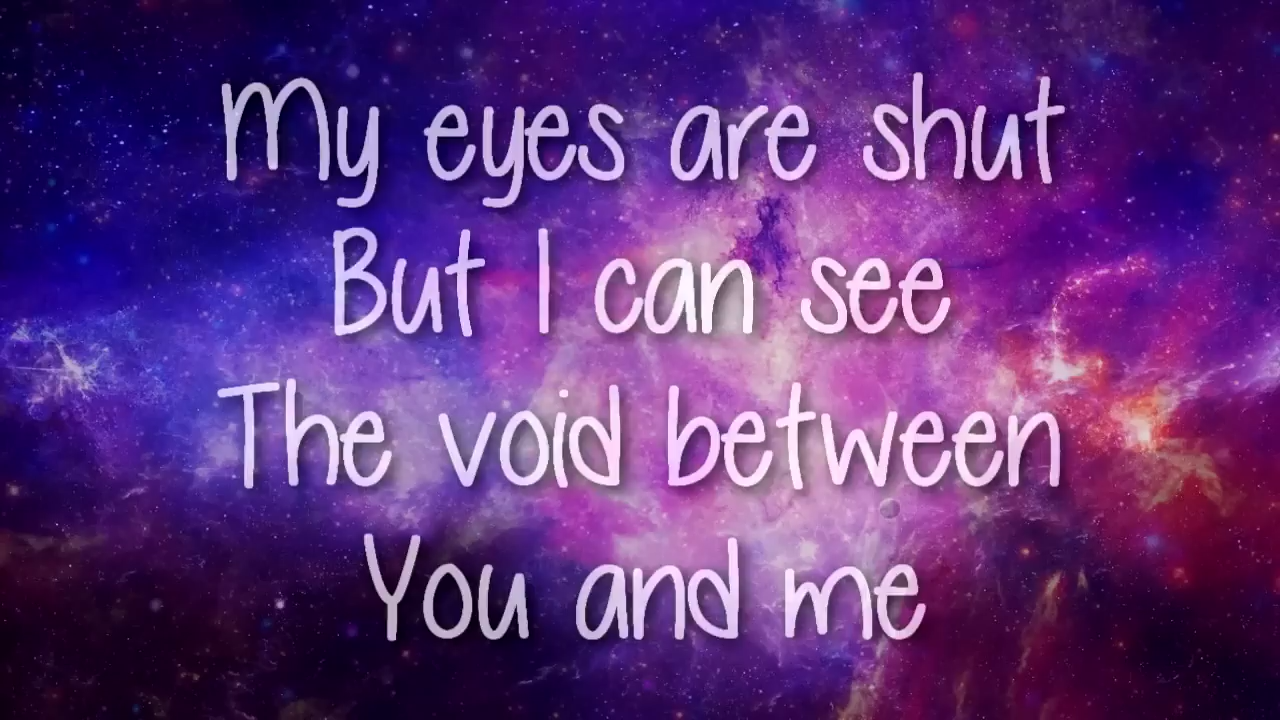 My eyes are shut
But I can see
The void between
You and me